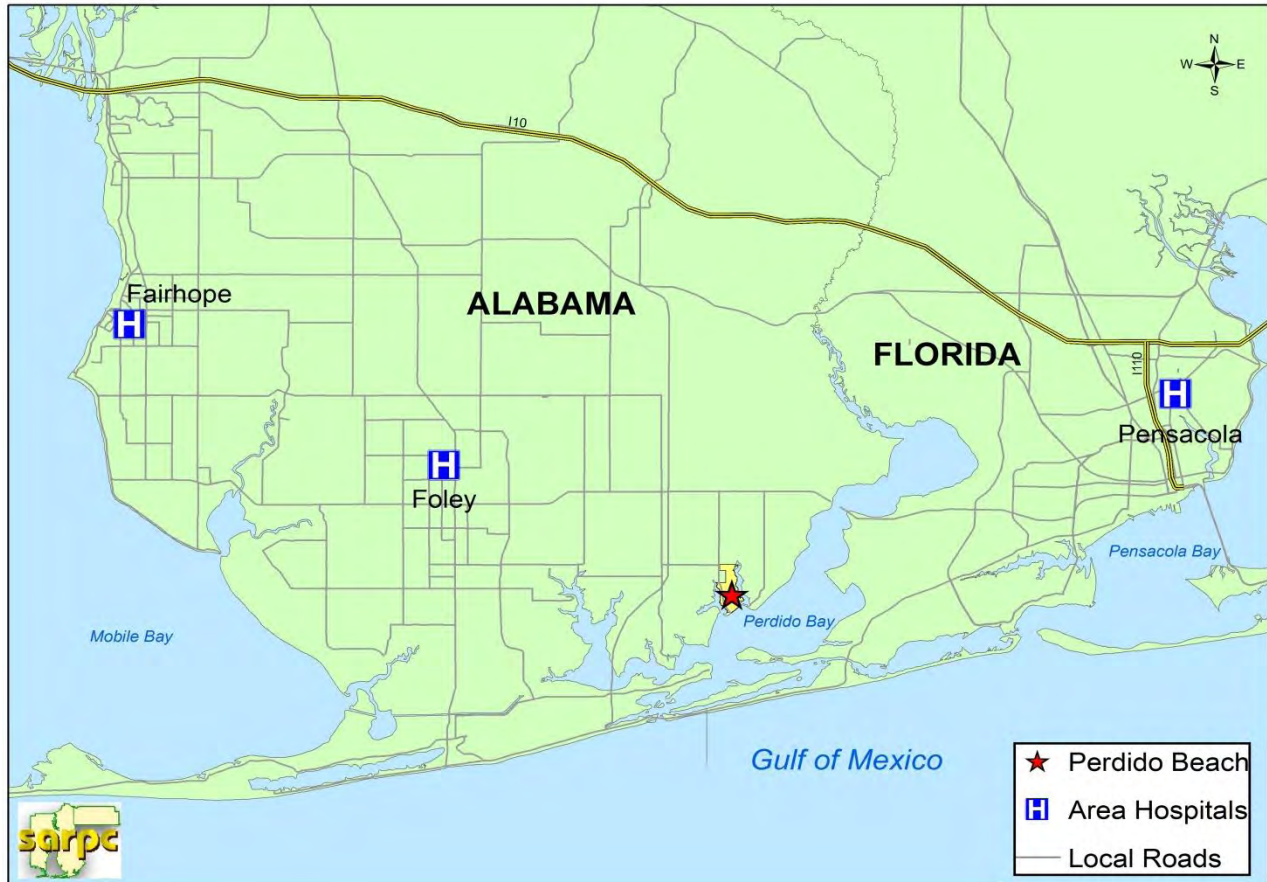 N
W E
S
I10
Fairhope
H
ALABAMA
FLORIDA
I110
H
Pensacola
H
Foley
Pensacola Bay
Mobile Bay
Perdido Bay
Gulf of Mexico
Perdido Beach
H Area Hospitals
Local Roads
sarpc